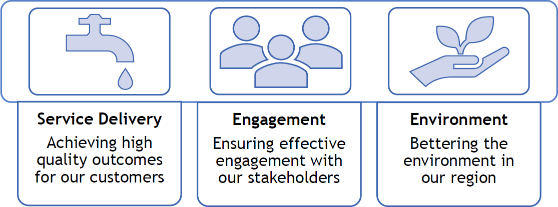 Service Delivery
Achieving high
quality outcomes
for our customers
Engagement
Ensuring effective
engagement with
our stakeholders
Environment
Bettering the
environment in
our region